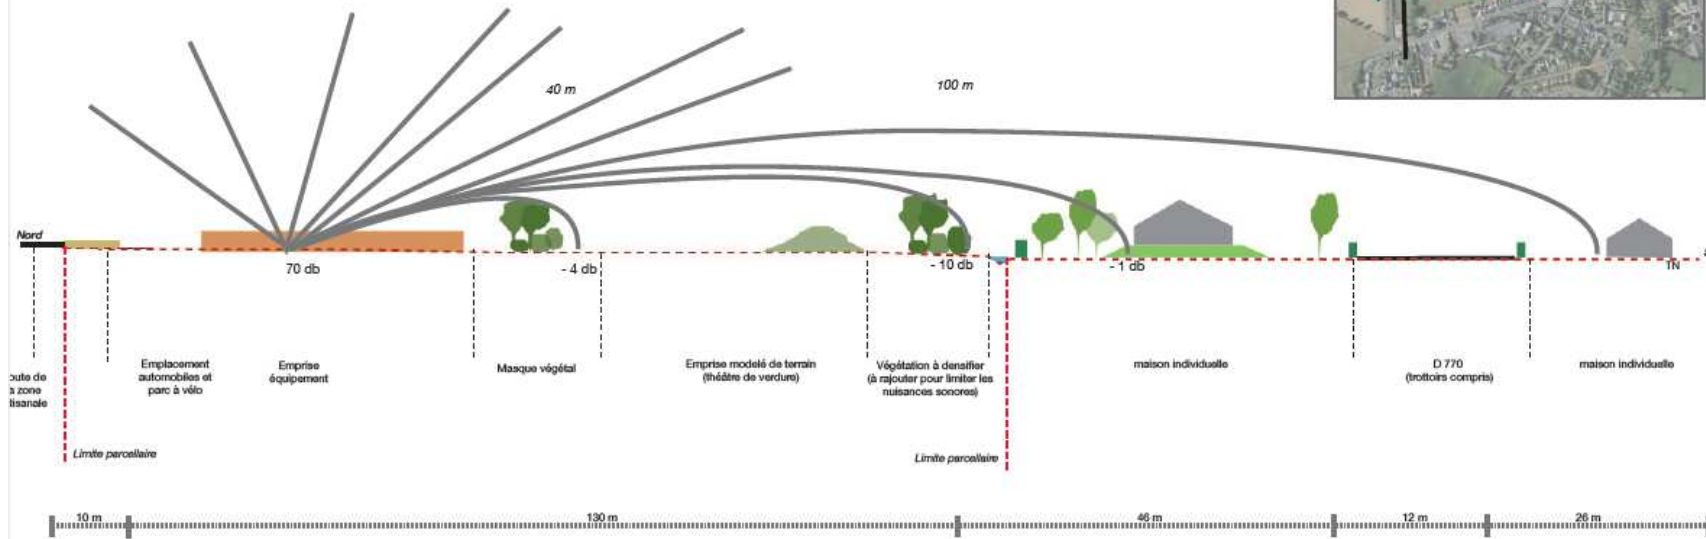 40 m
100 m
Nord
70 db
- 4 db
- 10 db
- 1 db
TN
oute de
a zone
tisanale
Emplacement
automobiles et
parc à vélo
Emprise
équipement
Masque végétal
Emprise modelé de terrain
(théâtre de verdure)
Végétation à densifier
(à rajouter pour limiter les
nuisances sonores)
maison individuelle
D 770
(trottoirs compris)
maison individuelle
Limite parcellaire
Limite parcellaire
10 m
130 m
46 m
12 m
26 m